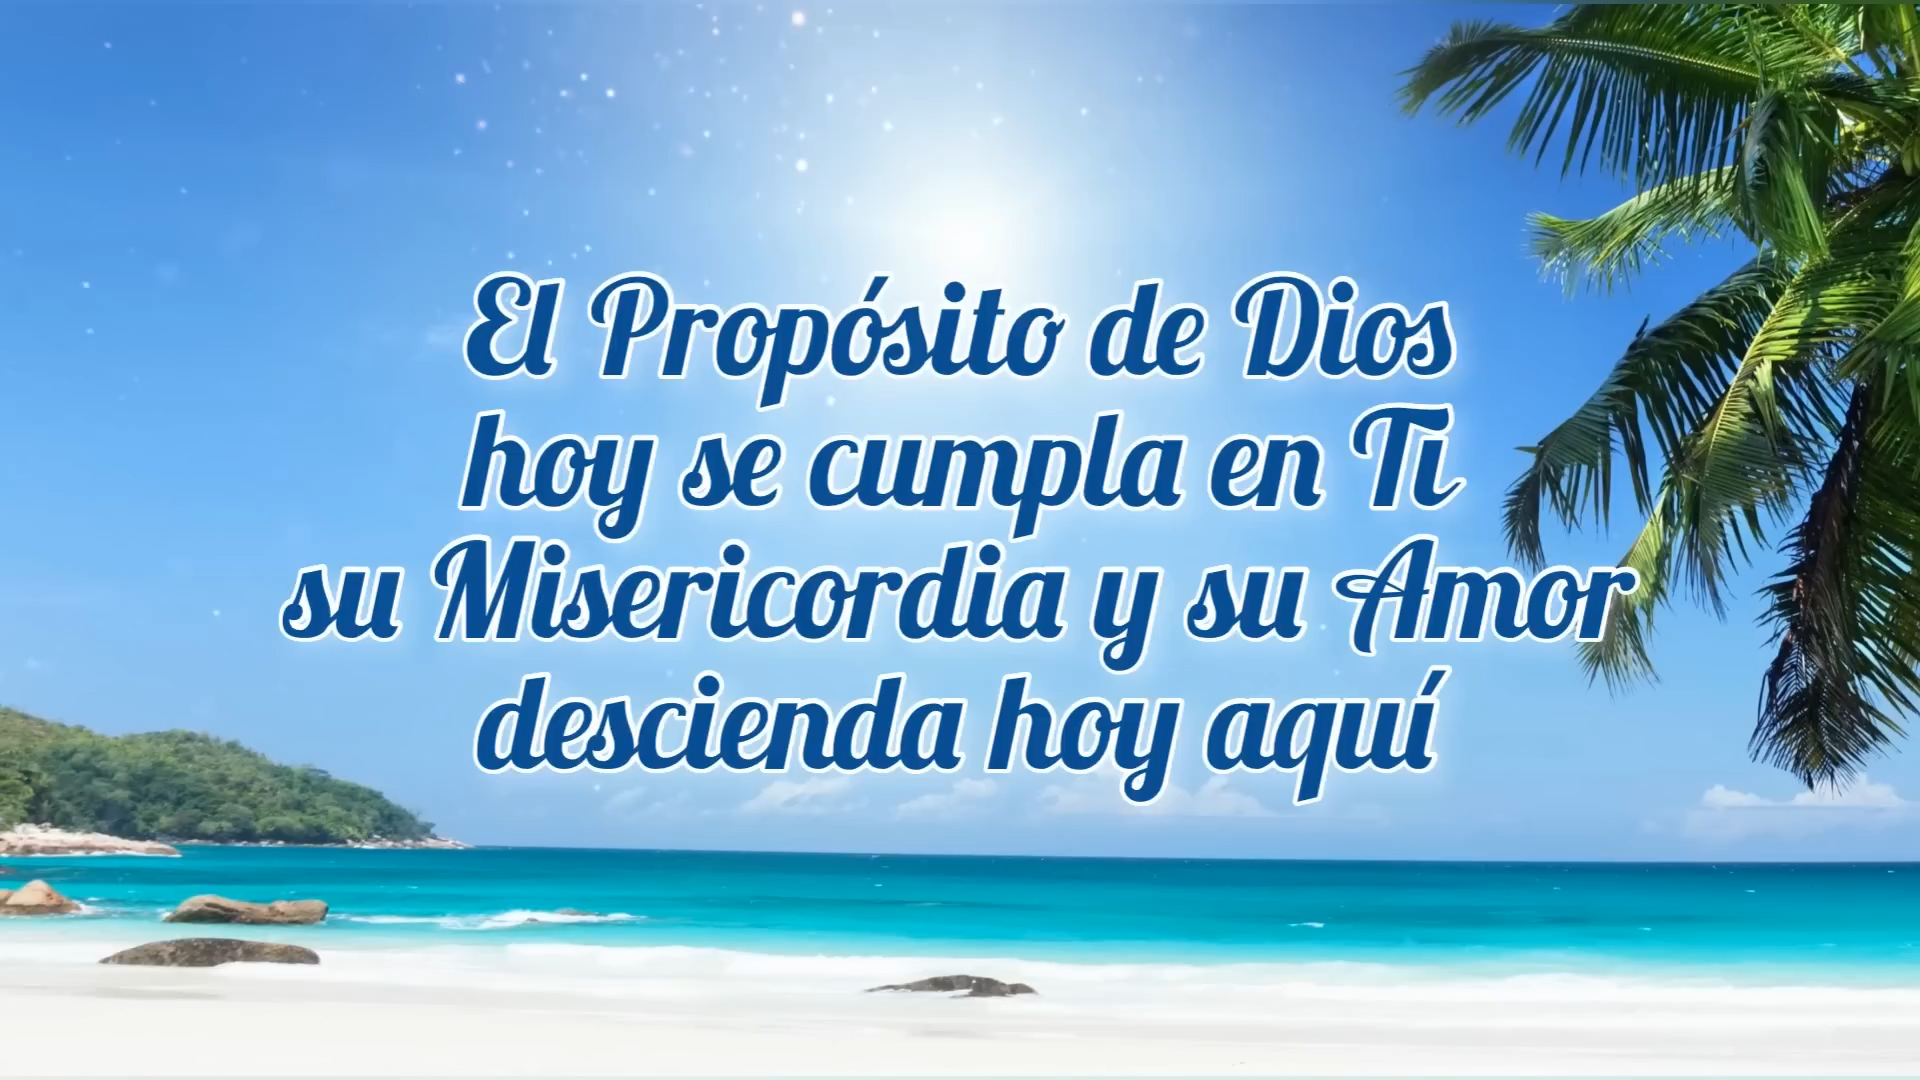 El Propósito de Dios
hoy se cumpla en Ti
su Misericordia y su Amor
descienda hoy aquí